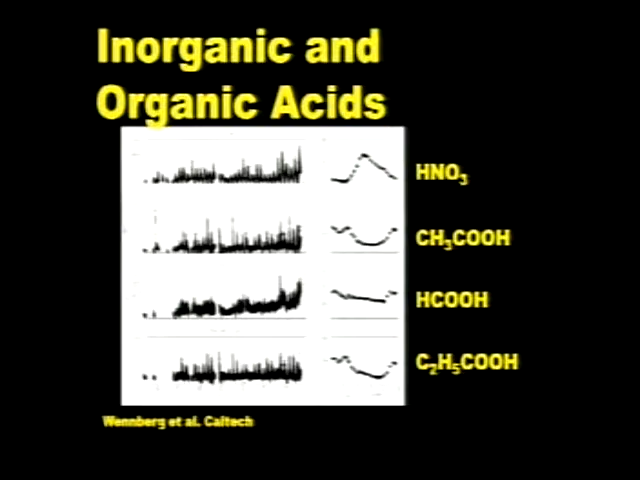 Inorganic and
Organic Acids
HNO₃
CH₃COOH
HCOOH
C₂H₅COOH
Wennberg et al. Caltech